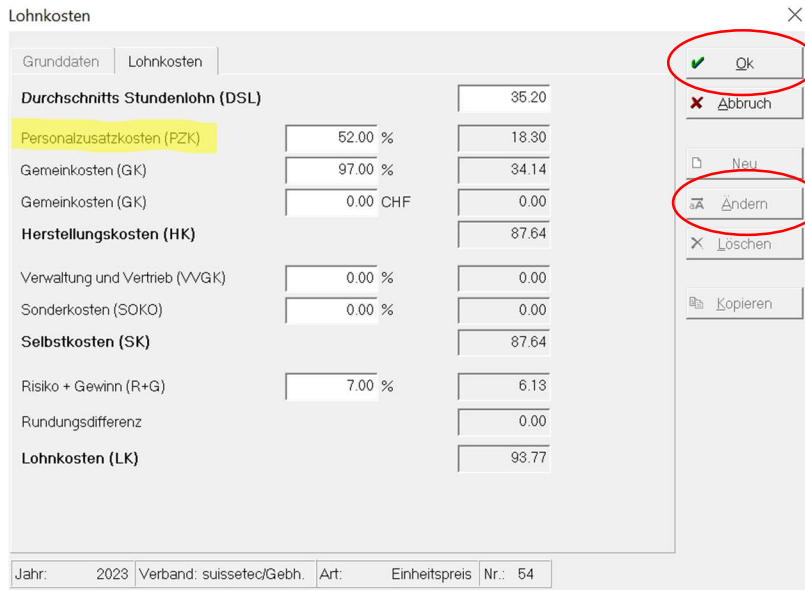 Lohnkosten
Grunddaten Lohnkosten
Ok
Durchschnitts Stundenlohn (DSL) 35.20
Abbruch
Personalzusatzkosten (PZK) 52.00 % 18.30
Gemeinkosten (GK) 97.00 % 34.14
Neu
Gemeinkosten (GK) 0.00 CHF 0.00
Ändern
Herstellungskosten (HK) 87.64
Löschen
Verwaltung und Vertrieb (VVGK) 0.00 % 0.00
Sonderkosten (SOKO) 0.00 % 0.00
Kopieren
Selbstkosten (SK) 87.64
Risiko + Gewinn (R+G) 7.00 % 6.13
Rundungsdifferenz 0.00
Lohnkosten (LK) 93.77
Jahr: 2023 Verband: suissetec/Gebh. Art: Einheitspreis Nr.: 54